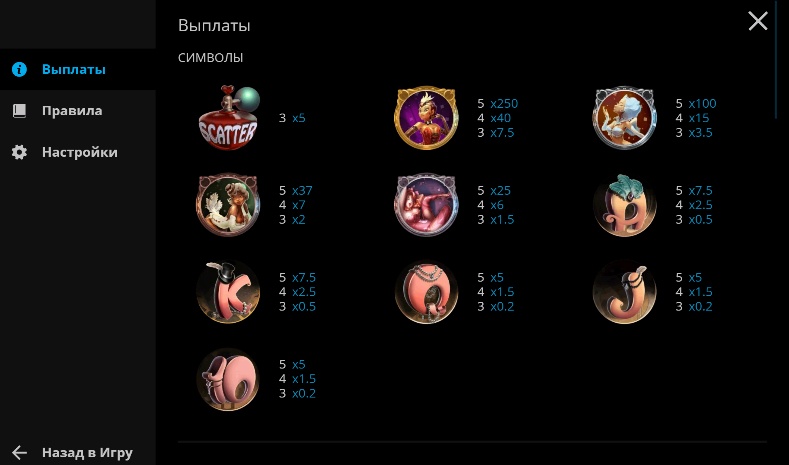 Выплаты
Правила
Настройки
Назад в Игру
Выплаты
СИМВОЛЫ
SCATTER
3 x5
5 x250
4 x40
3 x7.5
5 x100
4 x15
3 x3.5
5 x37
4 x7
3 x2
5 x25
4 x6
3 x1.5
A
5 x7.5
4 x2.5
3 x0.5
K
5 x7.5
4 x2.5
3 x0.5
Q
5 x5
4 x1.5
3 x0.2
J
5 x5
4 x1.5
3 x0.2
10
5 x5
4 x1.5
3 x0.2